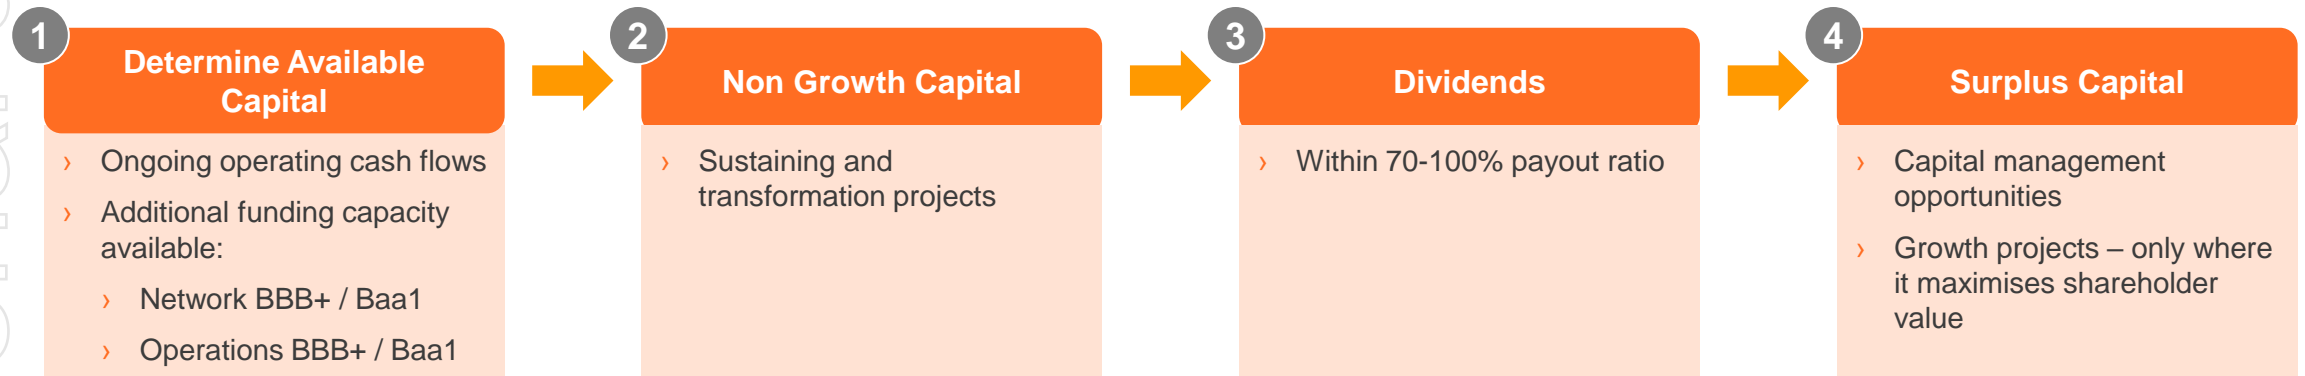 1
Determine Available
Capital
› Ongoing operating cash flows
› Additional funding capacity
available:
› Network BBB+ / Baa1
› Operations BBB+ / Baa1
2
Non Growth Capital
› Sustaining and
transformation projects
3
Dividends
› Within 70-100% payout ratio
4
Surplus Capital
› Capital management
opportunities
› Growth projects – only where
it maximises shareholder
value